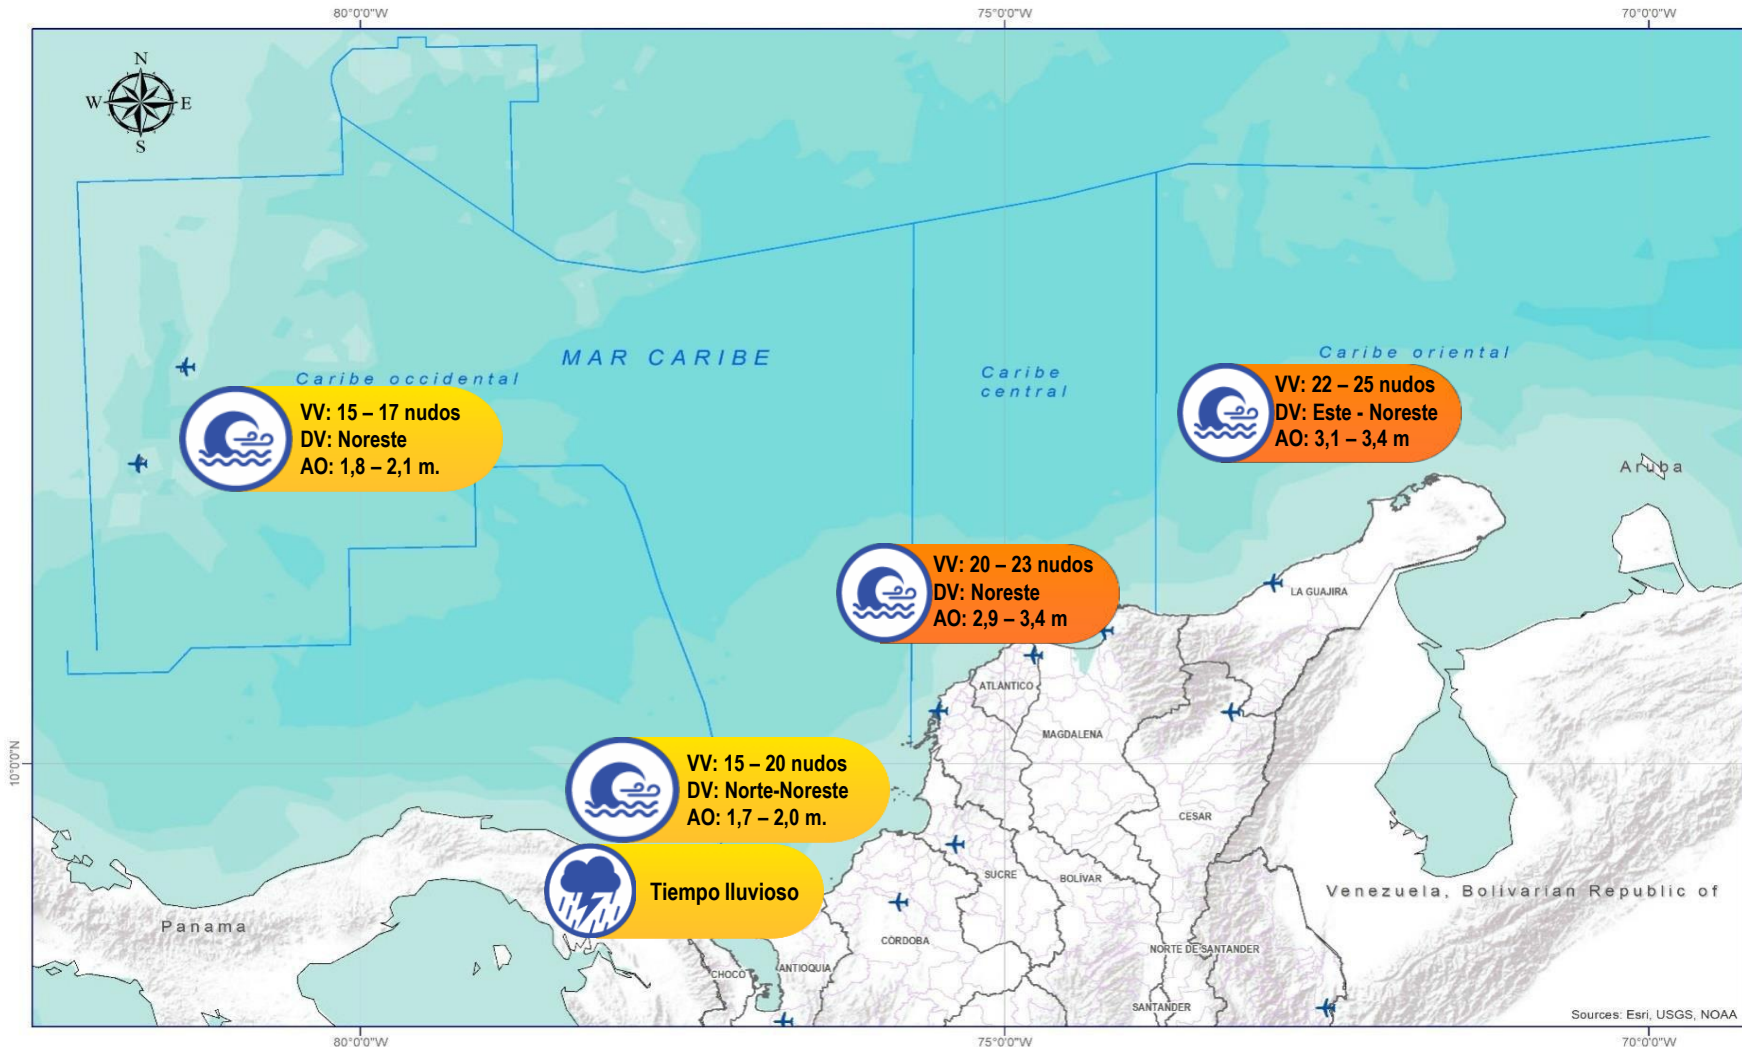 80°0'0"W
75°0'0"W
70°0'0"W
N
W
E
S
MAR CARIBE
Caribe occidental
Caribe
central
Caribe oriental
VV: 15 – 17 nudos
DV: Noreste
AO: 1,8 – 2,1 m.
VV: 22 – 25 nudos
DV: Este - Noreste
AO: 3,1 – 3,4 m
Aruba
VV: 20 – 23 nudos
DV: Noreste
AO: 2,9 – 3,4 m
LA GUAJIRA
ATLÁNTICO
MAGDALENA
10°0'0"N
VV: 15 – 20 nudos
DV: Norte-Noreste
AO: 1,7 – 2,0 m.
CESAR
Tiempo lluvioso
SUCRE
BOLÍVAR
Venezuela, Bolivarian Republic of
Panama
CÓRDOBA
NORTE DE SANTANDER
CHOCO
ANTIOQUIA
SANTANDER
Sources: Esri, USGS, NOAA
80°0'0"W
75°0'0"W
70°0'0"W